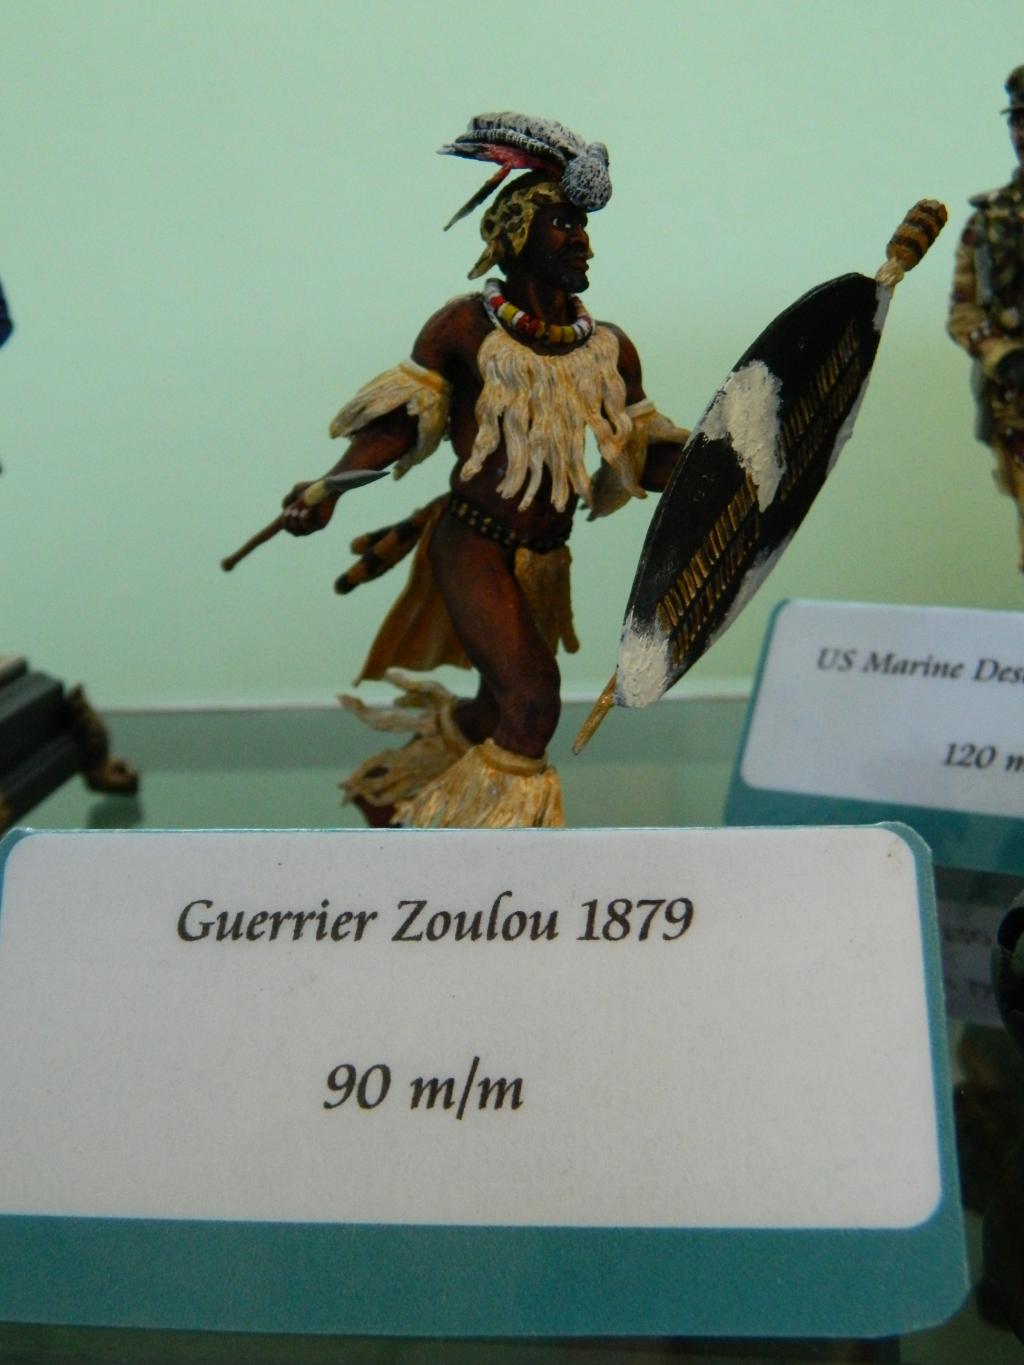 Guerrier Zoulou 1879
90 m/m
US Marine
120